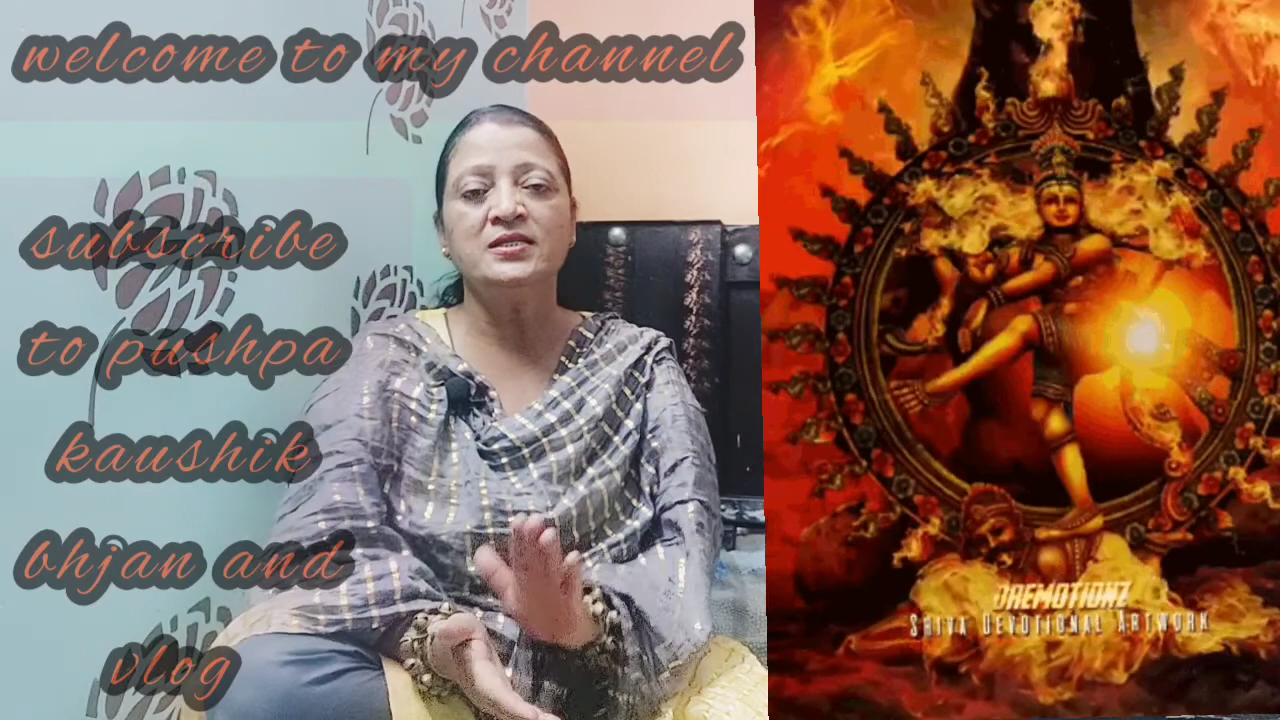 welcome to my channel
subscribe
to pushpa
kaushik
bhjan and
vlog
DREMOTIONZ
SHIVA DEVOTIONAL ARTWORK